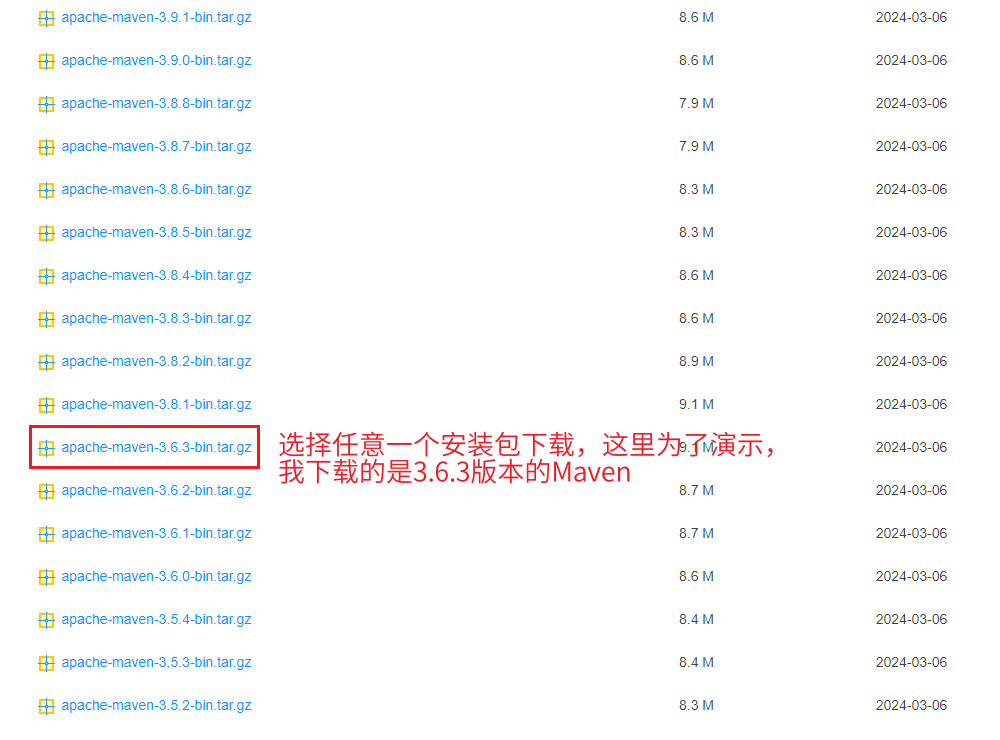 apache-maven-3.9.1-bin.tar.gz 8.6 M 2024-03-06
apache-maven-3.9.0-bin.tar.gz 8.6 M 2024-03-06
apache-maven-3.8.8-bin.tar.gz 7.9 M 2024-03-06
apache-maven-3.8.7-bin.tar.gz 7.9 M 2024-03-06
apache-maven-3.8.6-bin.tar.gz 8.3 M 2024-03-06
apache-maven-3.8.5-bin.tar.gz 8.3 M 2024-03-06
apache-maven-3.8.4-bin.tar.gz 8.6 M 2024-03-06
apache-maven-3.8.3-bin.tar.gz 8.6 M 2024-03-06
apache-maven-3.8.2-bin.tar.gz 8.9 M 2024-03-06
apache-maven-3.8.1-bin.tar.gz 9.1 M 2024-03-06
apache-maven-3.6.3-bin.tar.gz 9.1 M 2024-03-06
选择任意一个安装包下载，这里为了演示，
我下载的是3.6.3版本的Maven
apache-maven-3.6.2-bin.tar.gz 8.7 M 2024-03-06
apache-maven-3.6.1-bin.tar.gz 8.7 M 2024-03-06
apache-maven-3.6.0-bin.tar.gz 8.6 M 2024-03-06
apache-maven-3.5.4-bin.tar.gz 8.4 M 2024-03-06
apache-maven-3.5.3-bin.tar.gz 8.4 M 2024-03-06
apache-maven-3.5.2-bin.tar.gz 8.3 M 2024-03-06